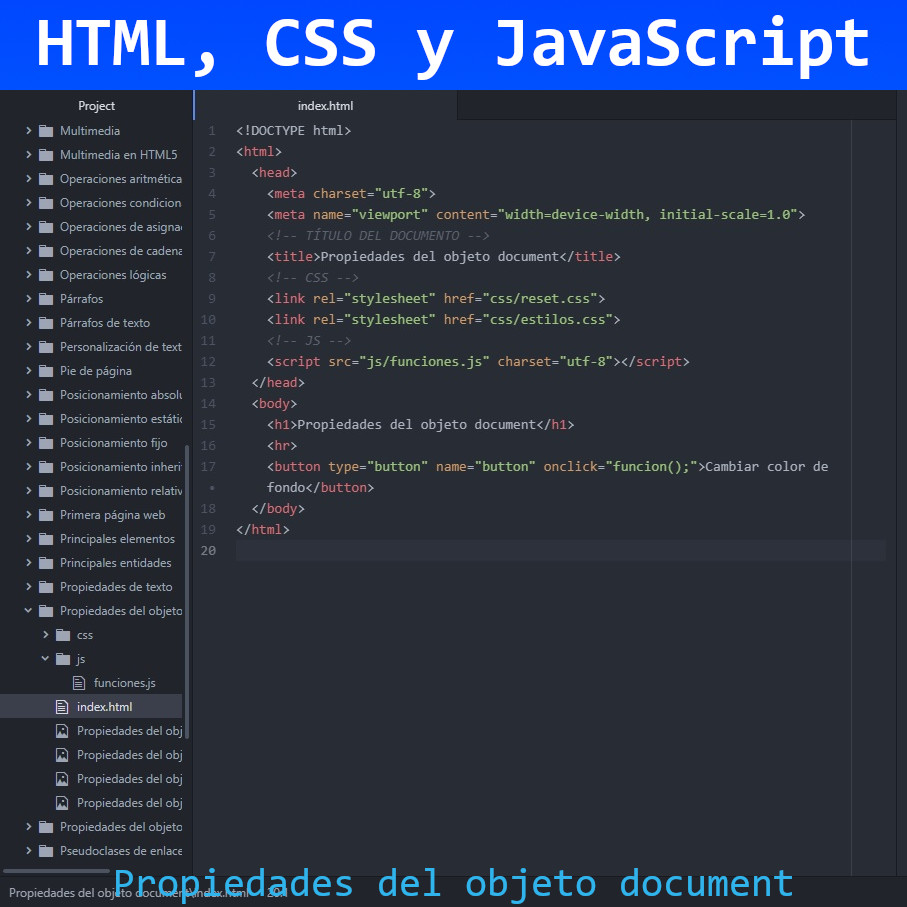 HTML, CSS y JavaScript
Project
index.html
Multimedia
Multimedia en HTML5
Operaciones aritmética
Operaciones condicion
Operaciones de asigna
Operaciones de cadena
Operaciones lógicas
Párrafos
Párrafos de texto
Personalización de text
Pie de página
Posicionamiento absolu
Posicionamiento estátic
Posicionamiento fijo
Posicionamiento inheri
Posicionamiento relativ
Primera página web
Principales elementos
Principales entidades
Propiedades de texto
Propiedades del objeto
css
js
funciones.js
index.html
Propiedades del obj
Propiedades del obj
Propiedades del obj
Propiedades del obj
Propiedades del objeto
Pseudoclases de enlace
1 <!DOCTYPE html>
2 <html>
3 <head>
4 <meta charset="utf-8">
5 <meta name="viewport" content="width=device-width, initial-scale=1.0">
6 <!-- TÍTULO DEL DOCUMENTO -->
7 <title>Propiedades del objeto document</title>
8 <!-- CSS -->
9 <link rel="stylesheet" href="css/reset.css">
10 <link rel="stylesheet" href="css/estilos.css">
11 <!-- JS -->
12 <script src="js/funciones.js" charset="utf-8"></script>
13 </head>
14 <body>
15 <h1>Propiedades del objeto document</h1>
16 <hr>
17 <button type="button" name="button" onclick="funcion();">Cambiar color de
• fondo</button>
18 </body>
19 </html>
20
Propiedades del objeto document\index.html 20:1
Propiedades del objeto document